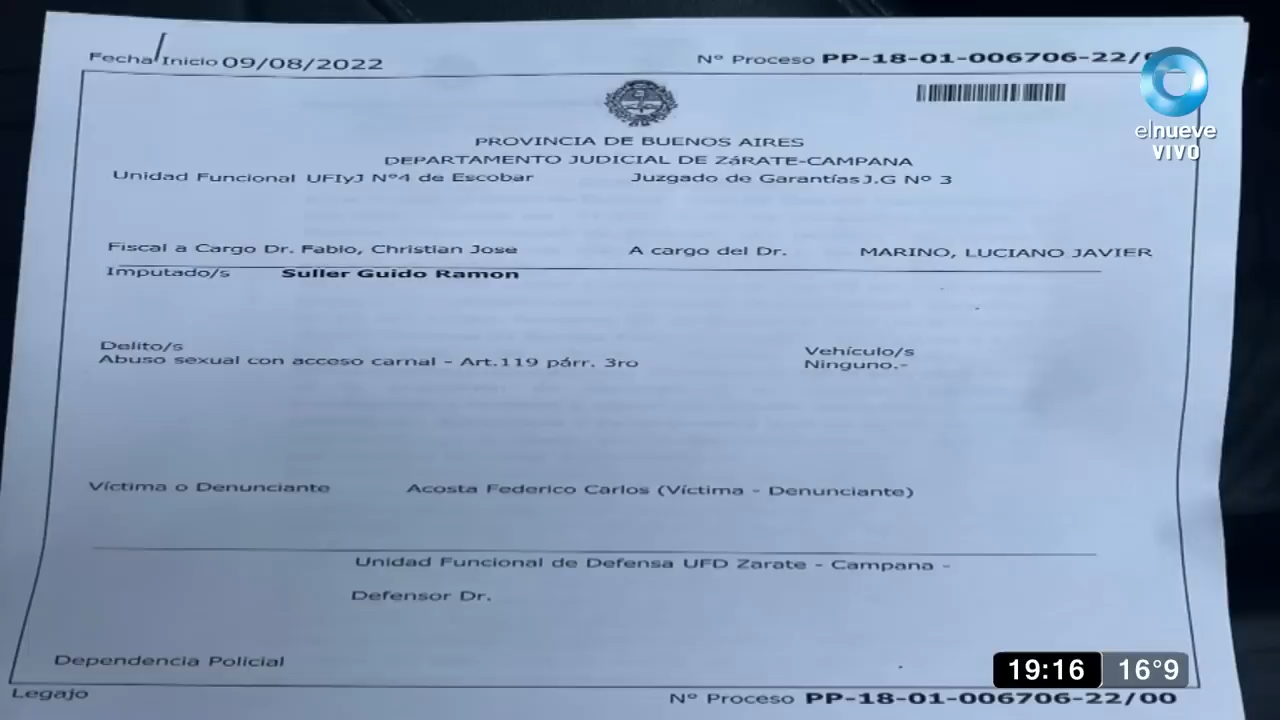 Fecha Inicio 09/08/2022
Nº Proceso PP-18-01-006706-22/
elnueve
VIVO
PROVINCIA DE BUENOS AIRES
DEPARTAMENTO JUDICIAL DE ZáRATE-CAMPANA
Unidad Funcional UFIyJ Nº4 de Escobar
Juzgado de Garantías J.G Nº 3
Fiscal a Cargo Dr. Fabio, Christian Jose
A cargo del Dr. MARINO, LUCIANO JAVIER
Imputado/s Suller Guido Ramon
Delito/s
Abuso sexual con acceso carnal - Art.119 párr. 3ro
Vehículo/s
Ninguno.-
Víctima o Denunciante Acosta Federico Carlos (Víctima - Denunciante)
Unidad Funcional de Defensa UFD Zarate - Campana -
Defensor Dr.
Dependencia Policial
19:16 16°9
Legajo
Nº Proceso PP-18-01-006706-22/00